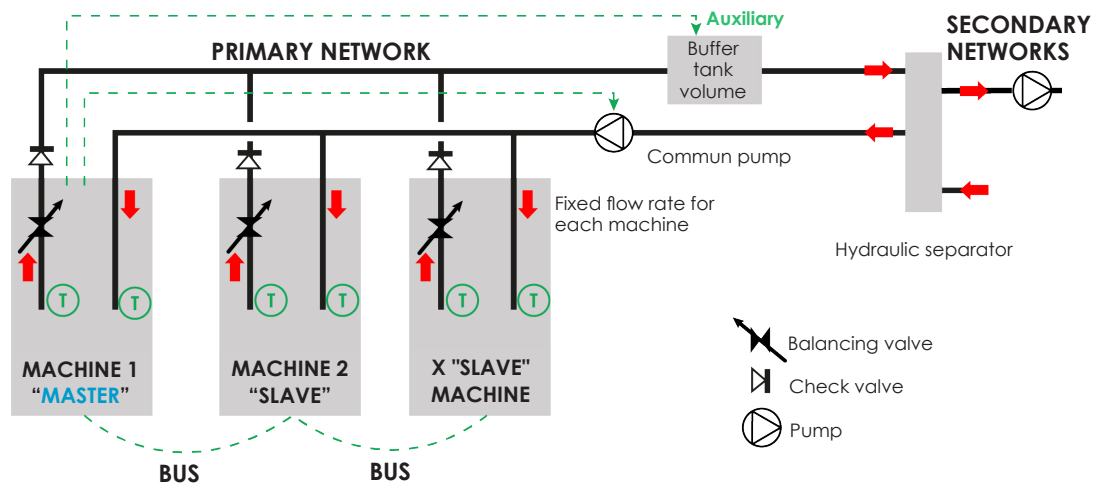 Auxiliary
SECONDARY
NETWORKS
PRIMARY NETWORK
Buffer
tank
volume
Commun pump
Fixed flow rate for
each machine
Hydraulic separator
T
T
T
T
T
T
MACHINE 1
“MASTER”
MACHINE 2
“SLAVE”
X "SLAVE"
MACHINE
Balancing valve
Check valve
Pump
BUS
BUS